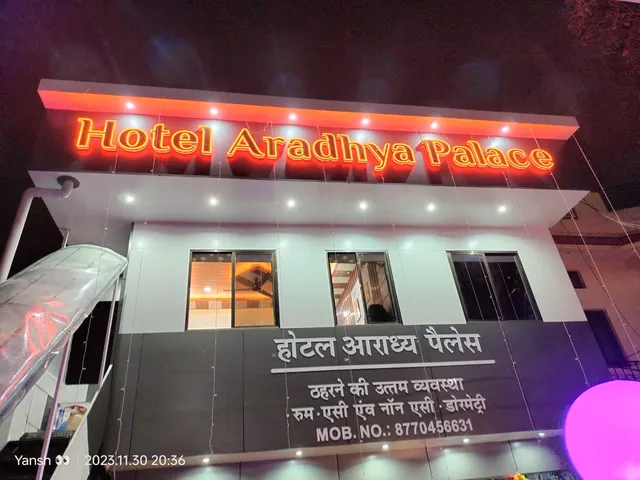 Hotel Aradhya Palace
होटल आराध्य पैलेस
ठहरने की उत्तम व्यवस्था
रुम-एसी एंव नॉन एसी-डोरमेट्री
MOB. NO.: 8770456631
Yansh 👀 2023.11.30 20:36